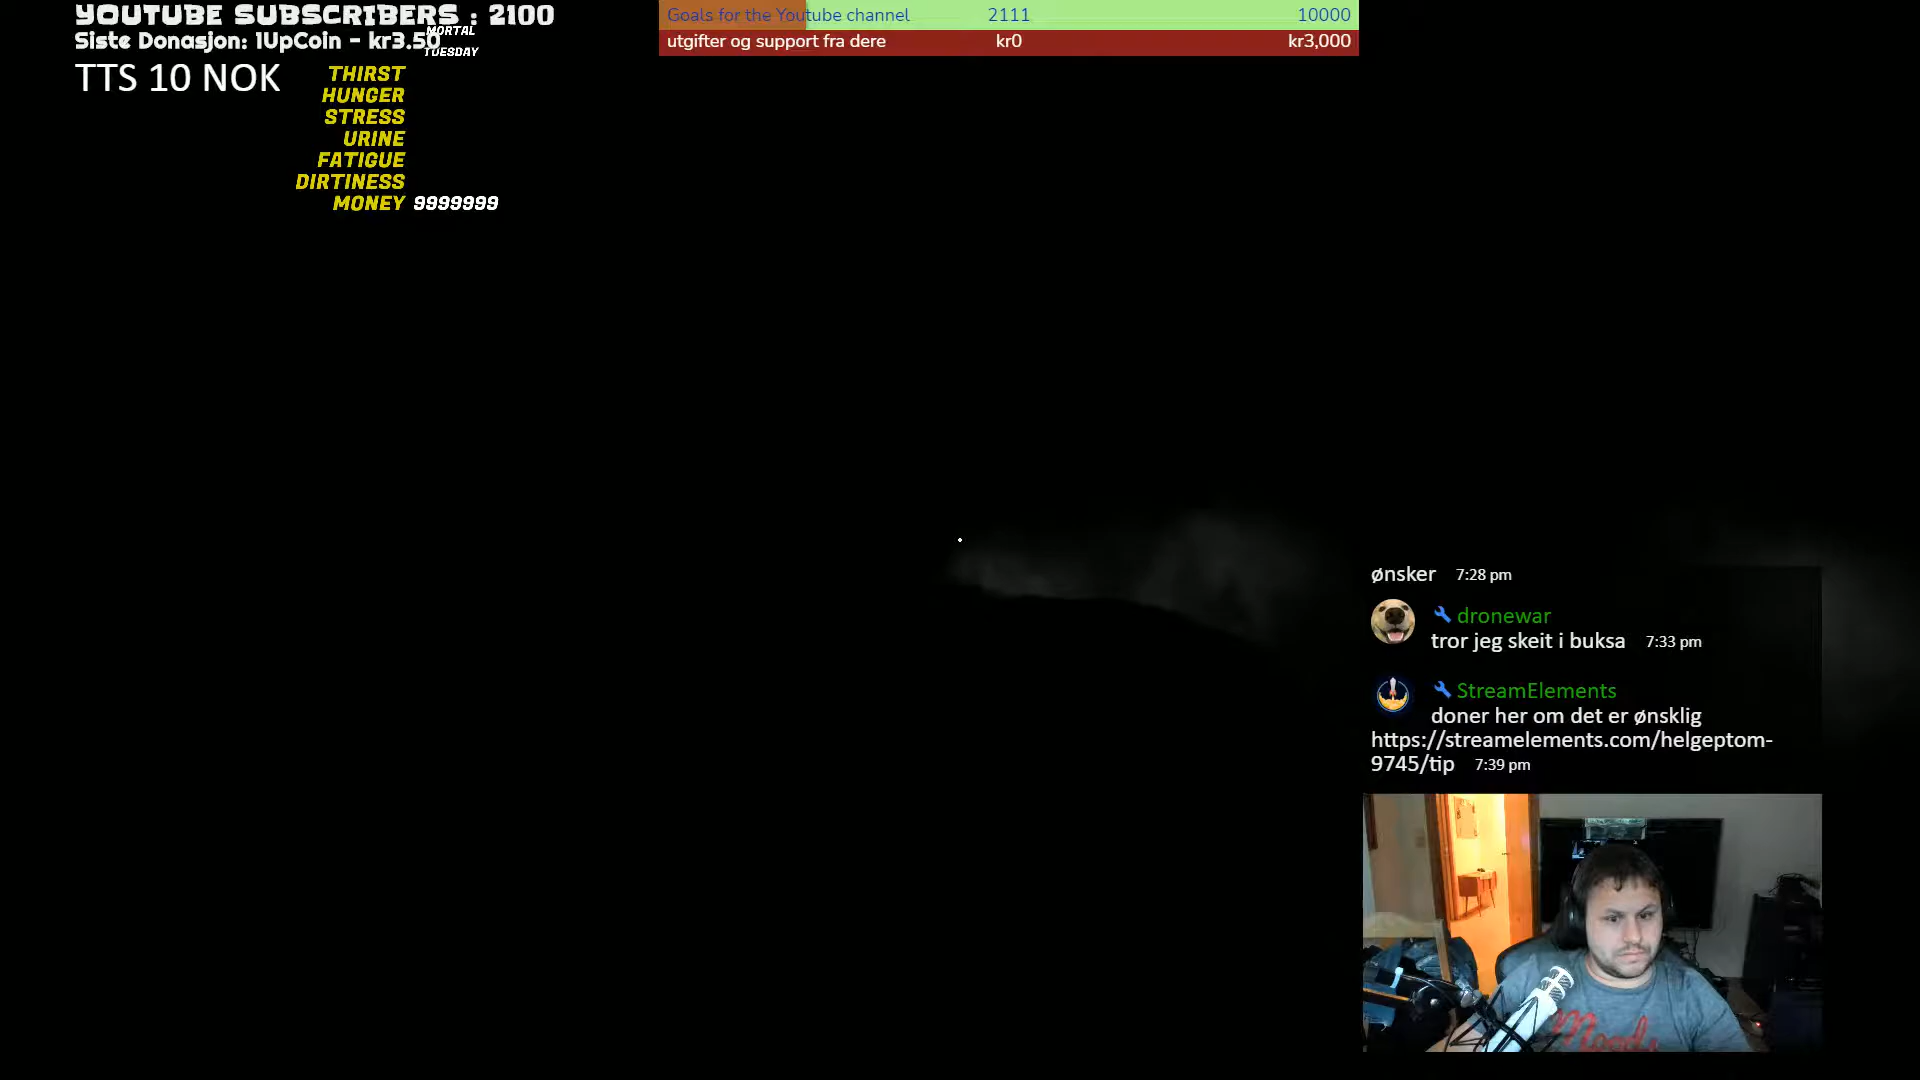 YOUTUBE SUBSCRIBERS : 2100
Siste Donasjon: 1UpCoin - kr3.50
MORTAL
TUESDAY
TTS 10 NOK
THIRST
HUNGER
STRESS
URINE
FATIGUE
DIRTINESS
MONEY 9999999
Goals for the Youtube channel 2111 10000
utgifter og support fra dere kr0 kr3,000
ønsker 7:28 pm
dronewar
tror jeg skeit i buksa 7:33 pm
StreamElements
doner her om det er ønsklig
https://streamelements.com/helgeptom-
9745/tip 7:39 pm